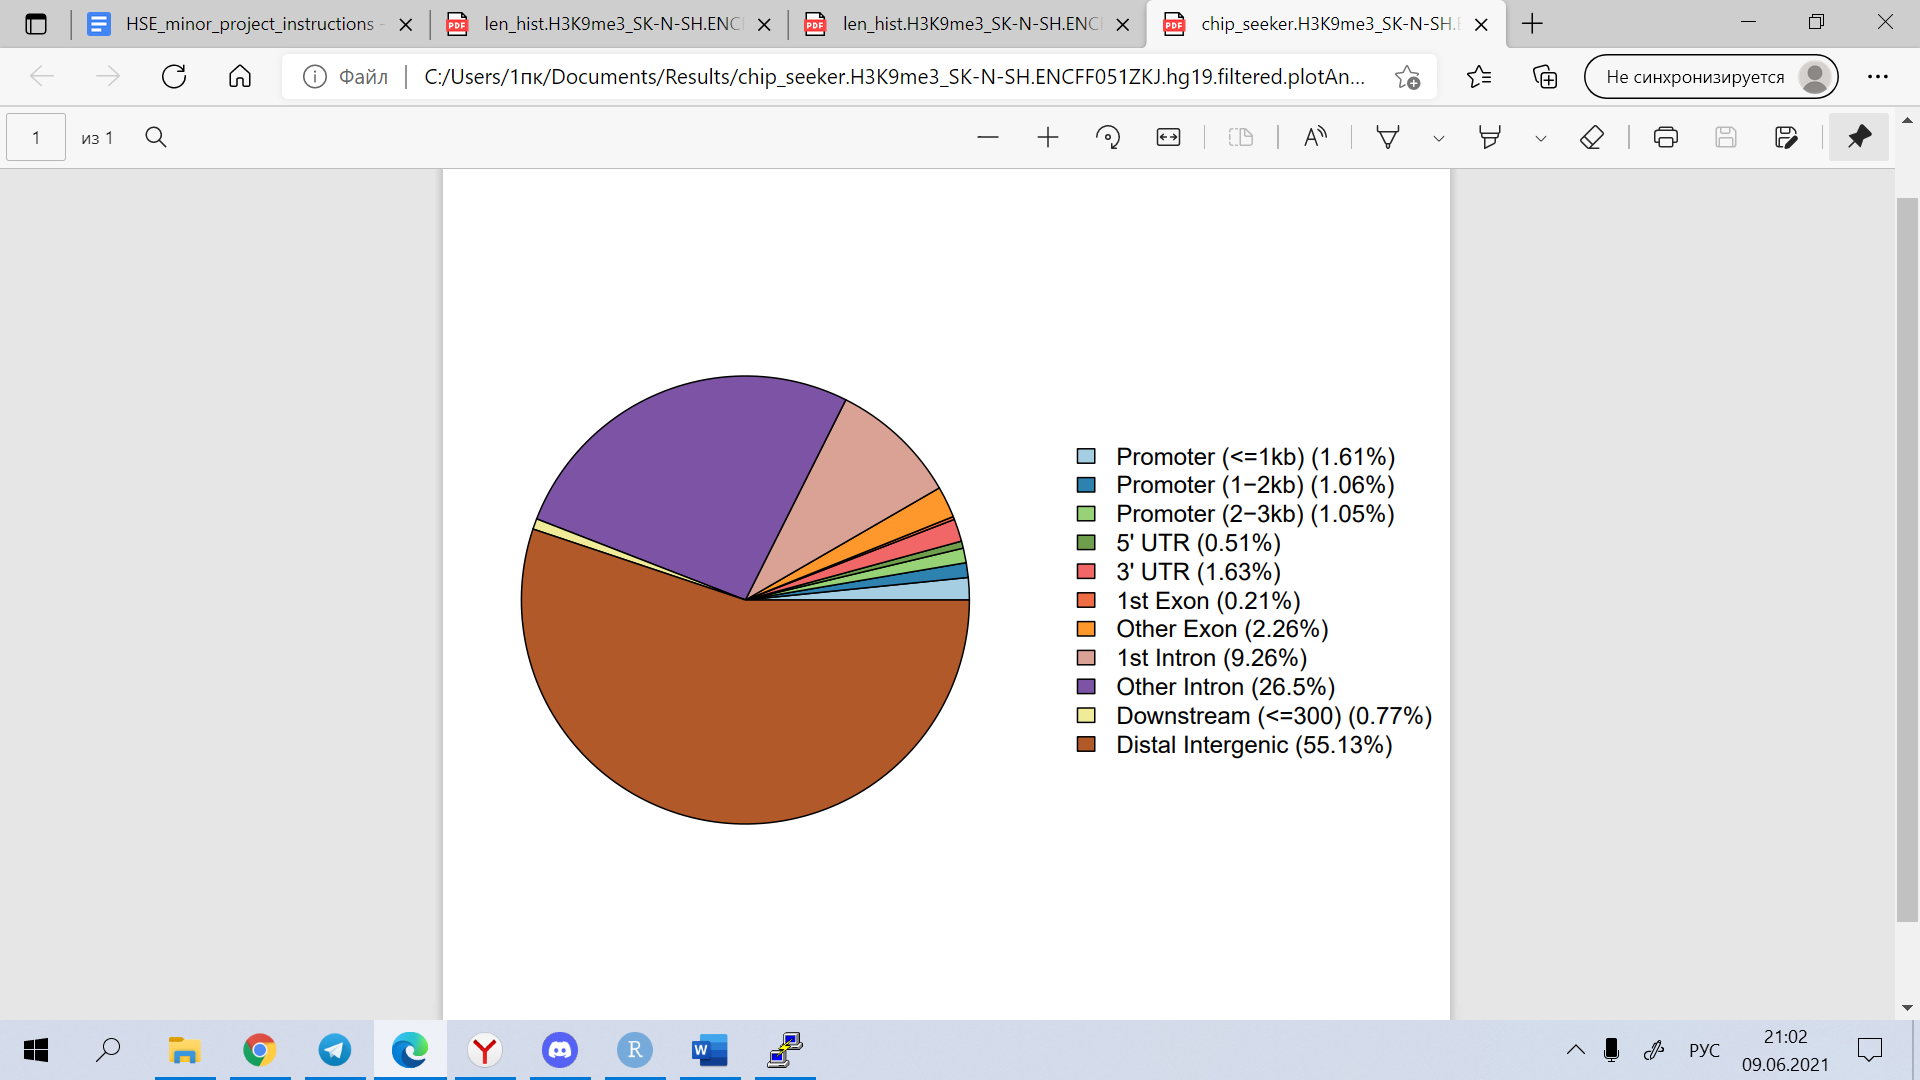 HSE_minor_project_instructions -
len_hist.H3K9me3_SK-N-SH.ENC
len_hist.H3K9me3_SK-N-SH.ENC
chip_seeker.H3K9me3_SK-N-SH.E
Файл
C:/Users/1пк/Documents/Results/chip_seeker.H3K9me3_SK-N-SH.ENCFF051ZKJ.hg19.filtered.plotAn...
Не синхронизируется
1 из 1
Promoter (<=1kb) (1.61%)
Promoter (1−2kb) (1.06%)
Promoter (2−3kb) (1.05%)
5' UTR (0.51%)
3' UTR (1.63%)
1st Exon (0.21%)
Other Exon (2.26%)
1st Intron (9.26%)
Other Intron (26.5%)
Downstream (<=300) (0.77%)
Distal Intergenic (55.13%)
РУС
21:02
09.06.2021